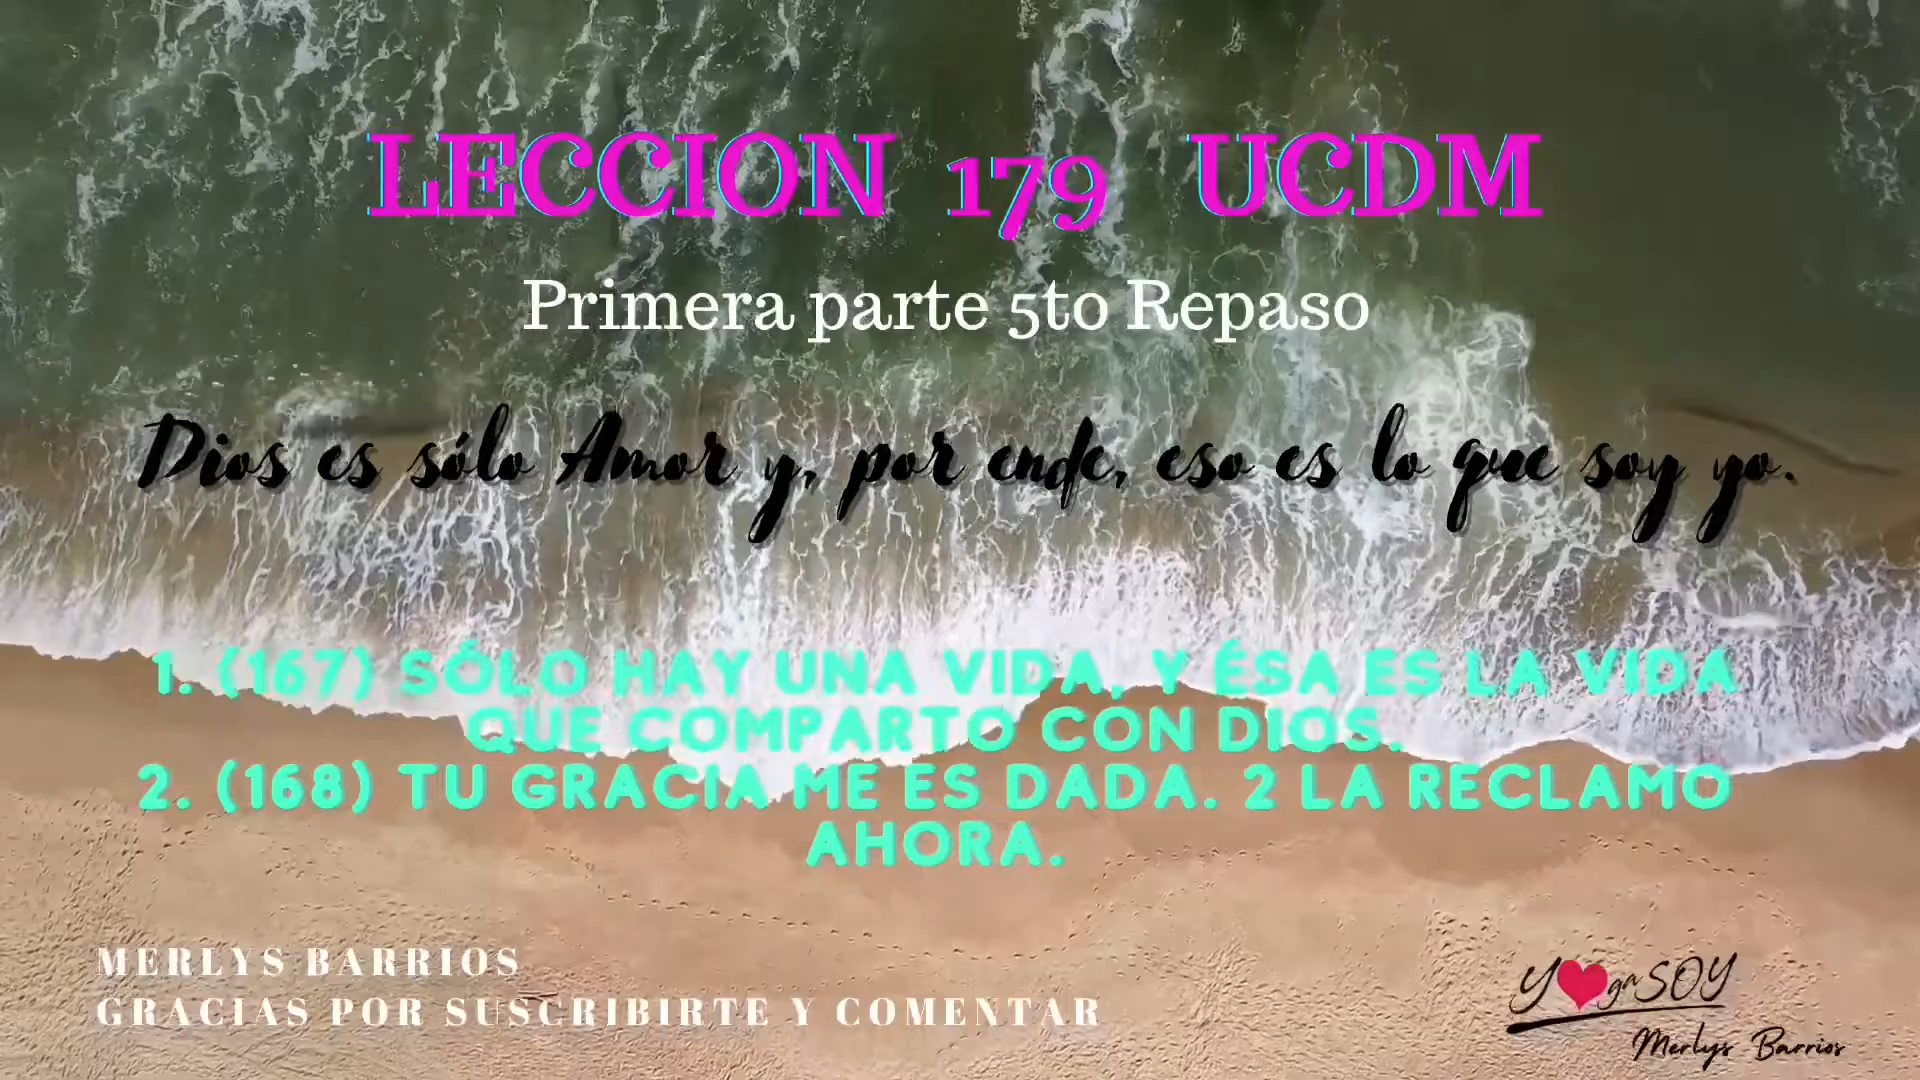 LECCION 179 UCDM
Primera parte 5to Repaso
Dios es sólo Amor y, por ende, eso es lo que soy yo.
1. (167) SÓLO HAY UNA VIDA, Y ÉSA ES LA VIDA
QUE COMPARTO CON DIOS.
2. (168) TU GRACIA ME ES DADA. 2 LA RECLAMO
AHORA.
MERLYS BARRIOS
GRACIAS POR SUSCRIBIRTE Y COMENTAR
Y❤gaSOY
Merlys Barrios